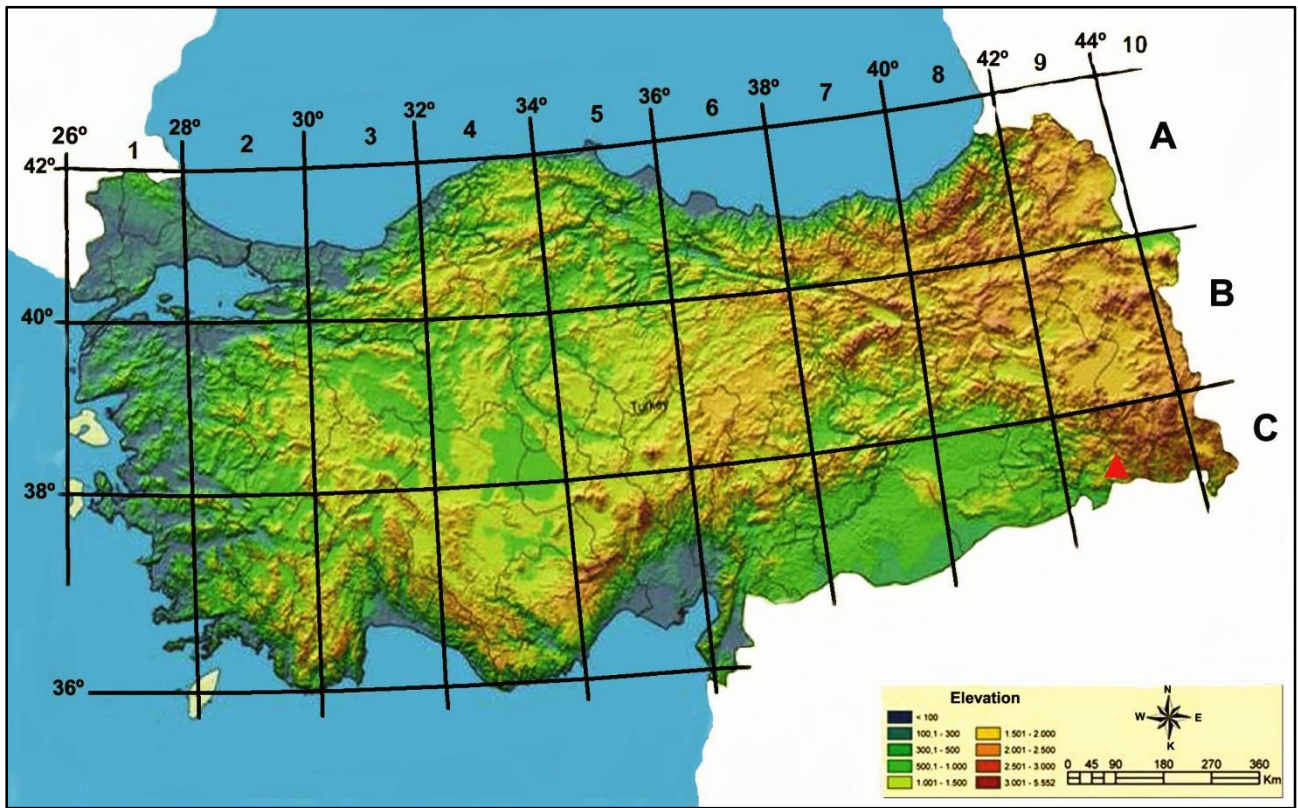 26º 28º 30º 32º 34º 36º 38º 40º 42º 44º
1 2 3 4 5 6 7 8 9 10
42º
40º
38º
36º
A
B
C
Turkey
Elevation
< 100
100,1 - 300
300,1 - 500
500,1 - 1.000
1.001 - 1.500
1.501 - 2.000
2.001 - 2.500
2.501 - 3.000
3.001 - 5.552
N
W E
K
0 45 90 180 270 360
Km